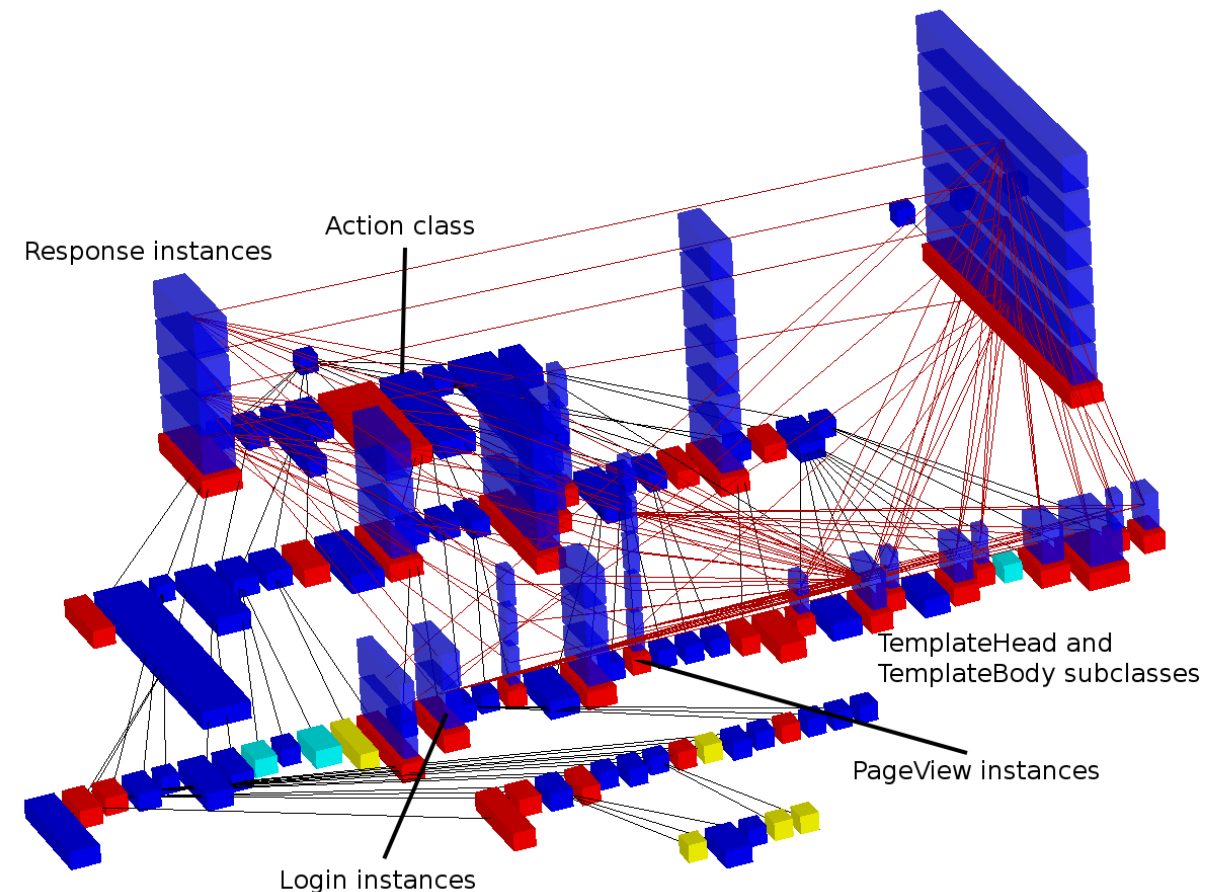 Action class
Response instances
TemplateHead and
TemplateBody subclasses
PageView instances
Login instances